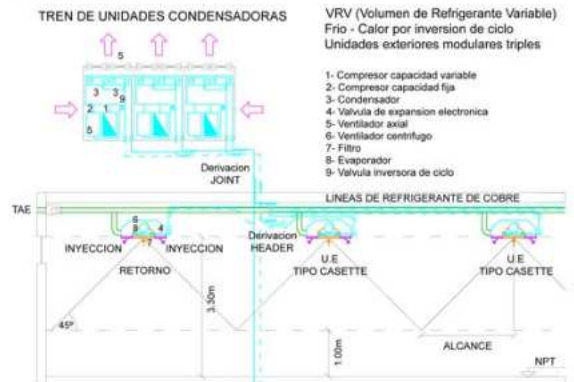 TREN DE UNIDADES CONDENSADORAS
VRV (Volumen de Refrigerante Variable)
Frio - Calor por inversion de ciclo
Unidades exteriores modulares triples
1- Compresor capacidad variable
2- Compresor capacidad fija
3- Condensador
4- Valvula de expansion electronica
5- Ventilador axial
6- Ventilador centrifugo
7- Filtro
8- Evaporador
9- Valvula inversora de ciclo
5
3 3
9
2 1
5
Derivacion
JOINT
LINEAS DE REFRIGERANTE DE COBRE
TAE
6
8 4
7
INYECCION
INYECCION
RETORNO
Derivacion
HEADER
U.E
TIPO CASETTE
U.E
TIPO CASETTE
3.30m
45º
1.00m
ALCANCE
NPT